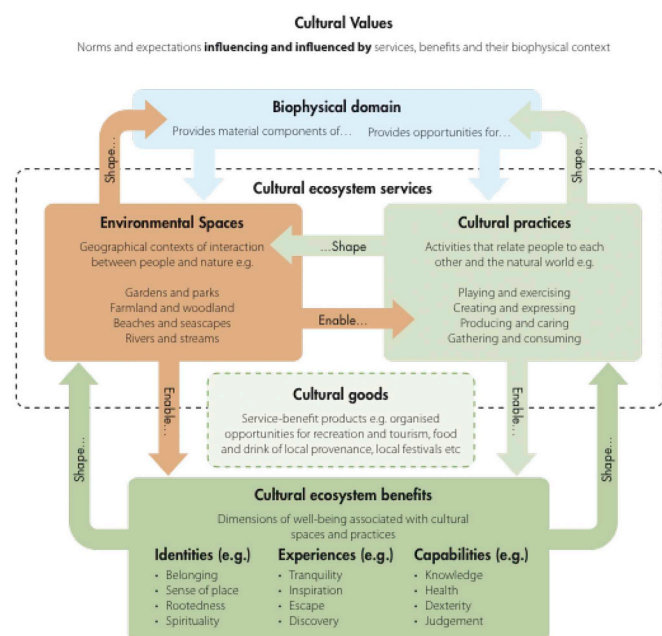 Cultural Values
Norms and expectations influencing and influenced by services, benefits and their biophysical context
Biophysical domain
Provides material components of…
Provides opportunities for…
Shape…
Shape…
Cultural ecosystem services
Environmental Spaces
Geographical contexts of interaction
between people and nature e.g.
Gardens and parks
Farmland and woodland
Beaches and seascapes
Rivers and streams
…Shape
Enable…
Cultural practices
Activities that relate people to each
other and the natural world e.g.
Playing and exercising
Creating and expressing
Producing and caring
Gathering and consuming
Enable…
Enable…
Cultural goods
Service-benefit products e.g. organised
opportunities for recreation and tourism, food
and drink of local provenance, local festivals etc
Shape…
Shape…
Cultural ecosystem benefits
Dimensions of well-being associated with cultural
spaces and practices
Identities (e.g.)
• Belonging
• Sense of place
• Rootedness
• Spirituality
Experiences (e.g.)
• Tranquility
• Inspiration
• Escape
• Discovery
Capabilities (e.g.)
• Knowledge
• Health
• Dexterity
• Judgement